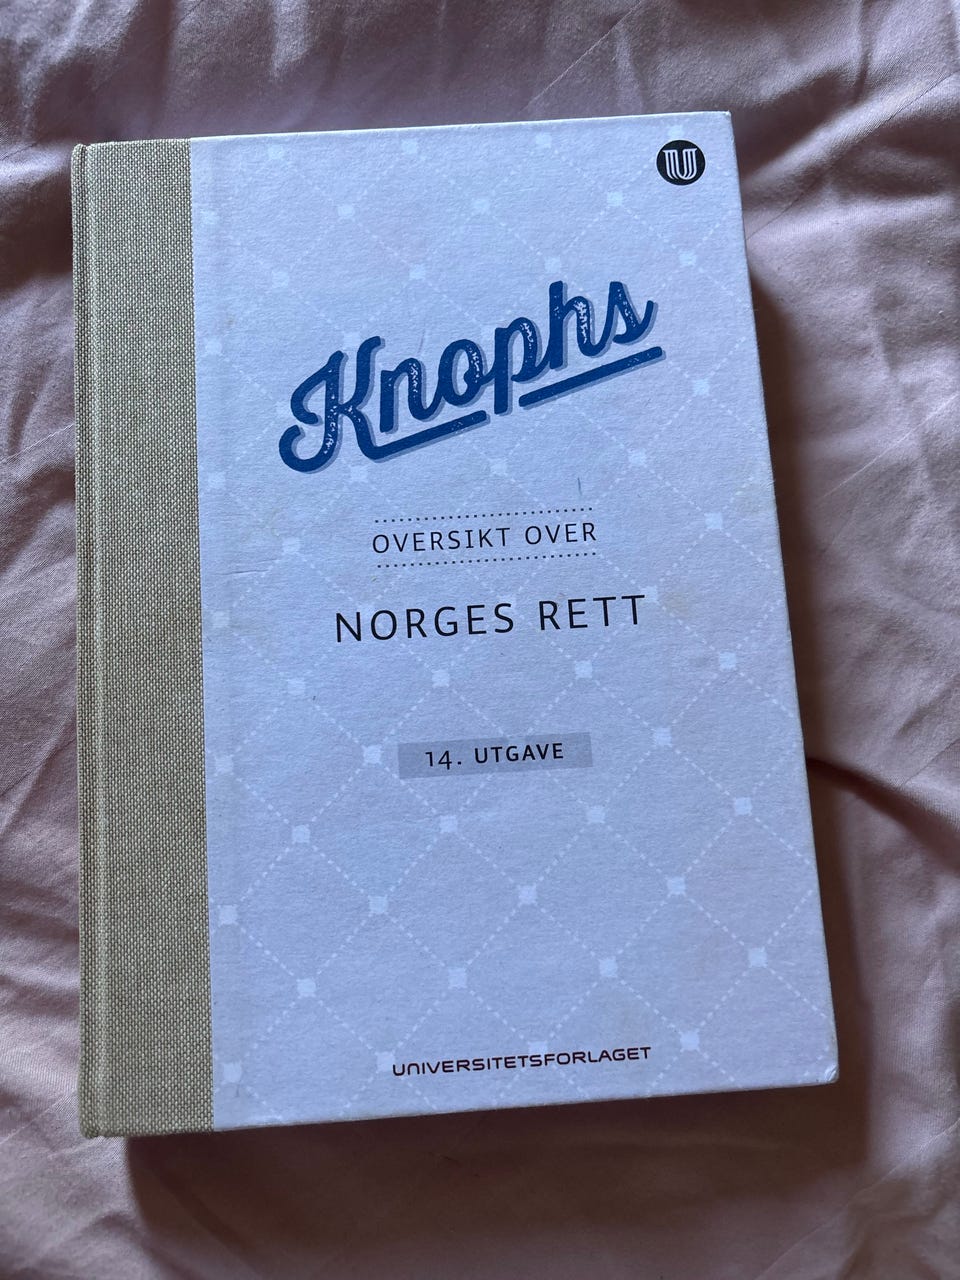 U
Knophs
OVERSIKT OVER
NORGES RETT
14. UTGAVE
UNIVERSITETSFORLAGET